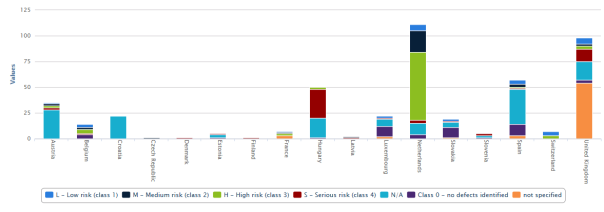 125
100
75
50
25
0
Values
Austria
Belgium
Croatia
Czech Republic
Denmark
Estonia
Finland
France
Hungary
Latvia
Luxembourg
Netherlands
Slovakia
Slovenia
Spain
Switzerland
United Kingdom
L – Low risk (class 1) M – Medium risk (class 2) H – High risk (class 3) S – Serious risk (class 4) N/A Class 0 – no defects identified not specified